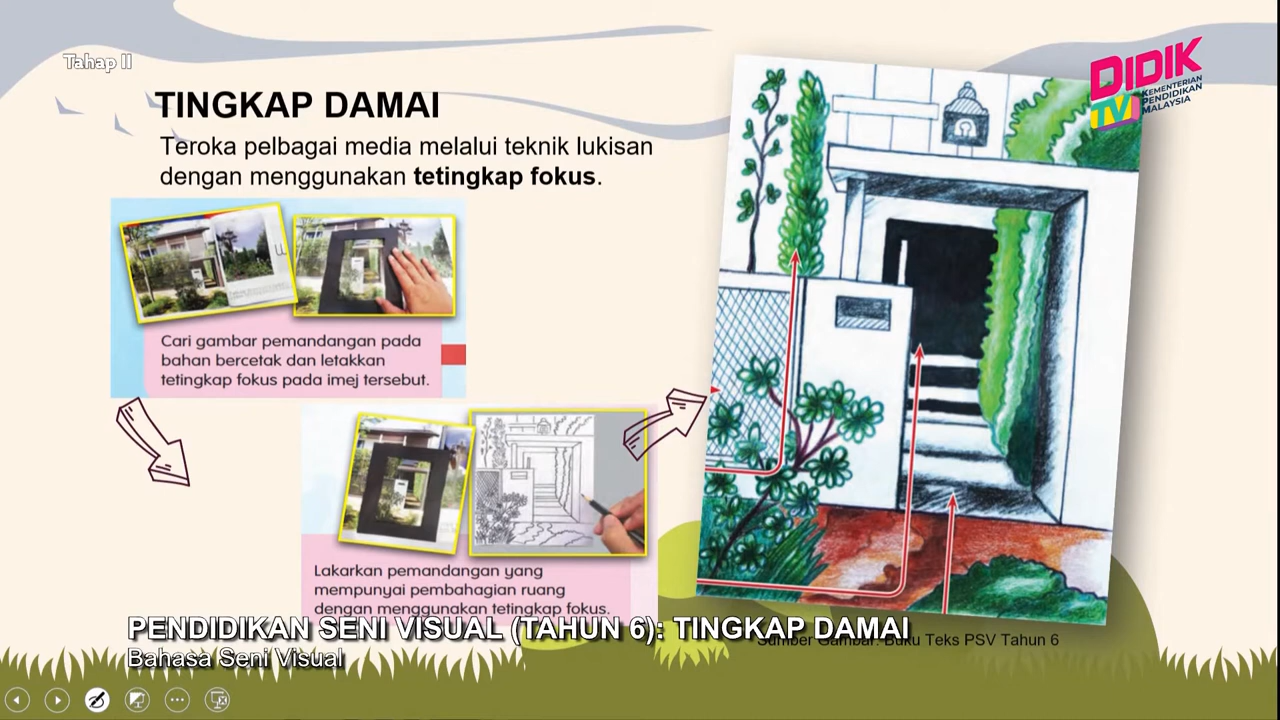 Tahap II
DIDIK
TV
KEMENTERIAN
PENDIDIKAN
MALAYSIA
TINGKAP DAMAI
Teroka pelbagai media melalui teknik lukisan
dengan menggunakan tetingkap fokus.
Cari gambar pemandangan pada
bahan bercetak dan letakkan
tetingkap fokus pada imej tersebut.
Lakarkan pemandangan yang
mempunyai pembahagian ruang
dengan menggunakan tetingkap fokus.
PENDIDIKAN SENI VISUAL (TAHUN 6): TINGKAP DAMAI
Sumber Gambar: Buku Teks PSV Tahun 6
Bahasa Seni Visual